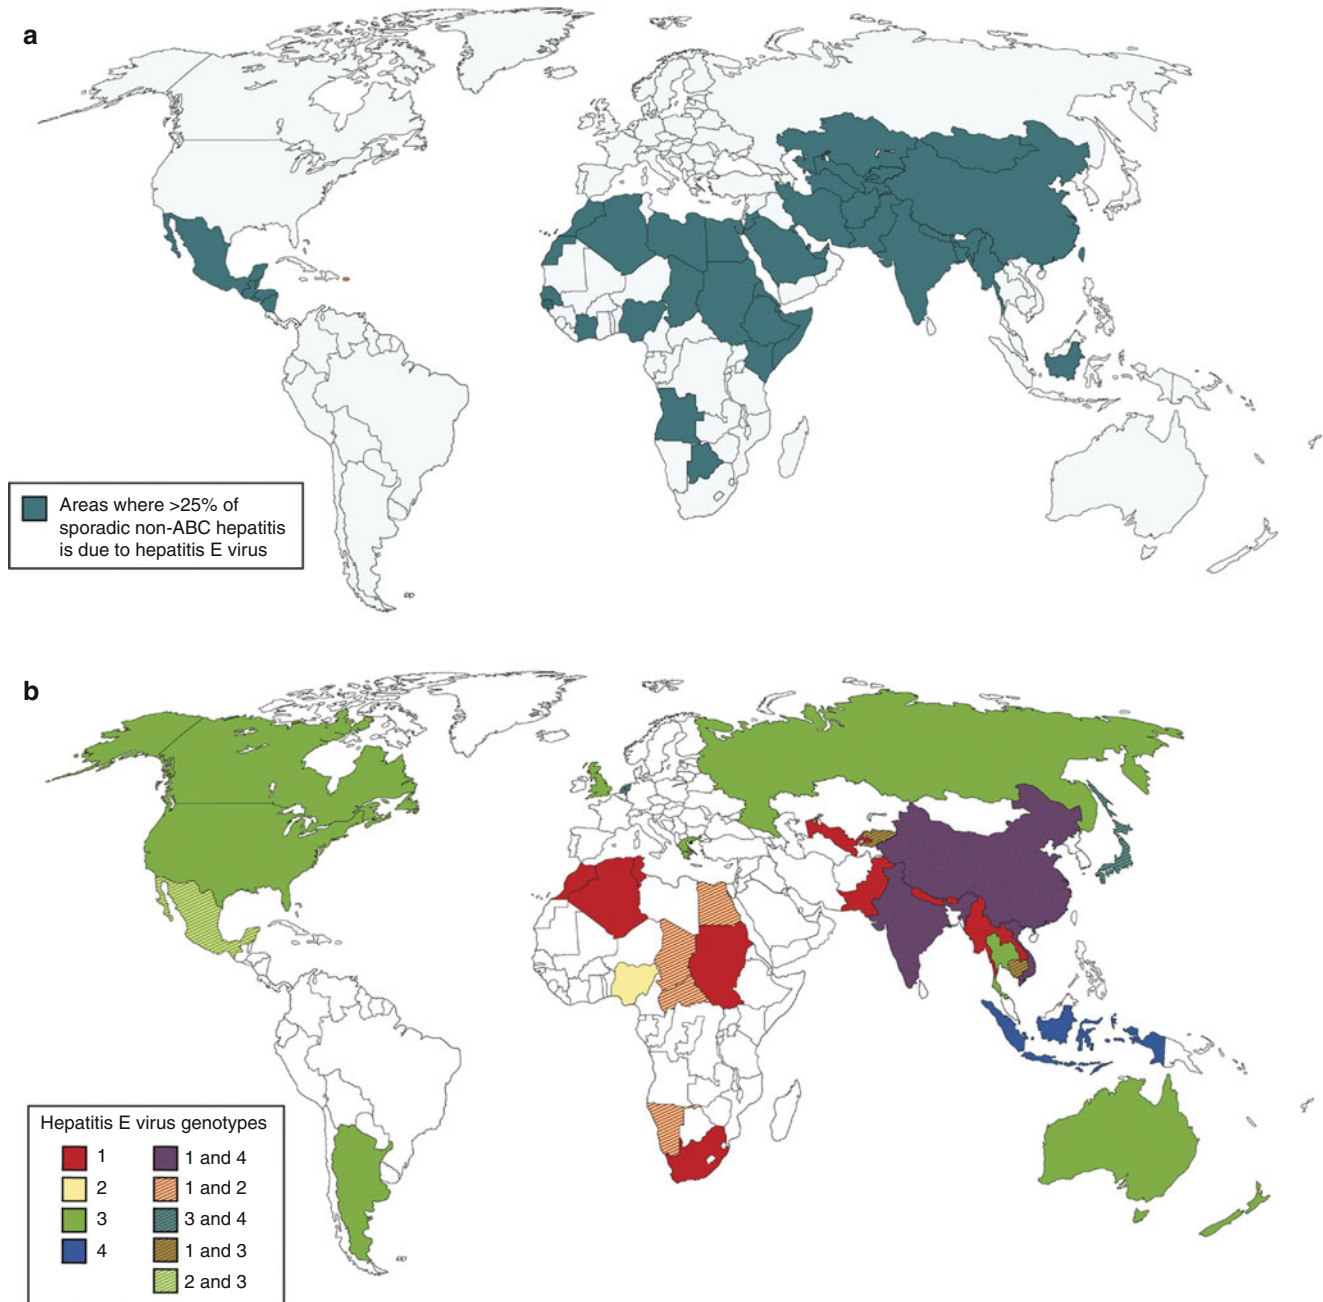 a
Areas where >25% of
sporadic non-ABC hepatitis
is due to hepatitis E virus
b
Hepatitis E virus genotypes
1
2
3
4
1 and 4
1 and 2
3 and 4
1 and 3
2 and 3